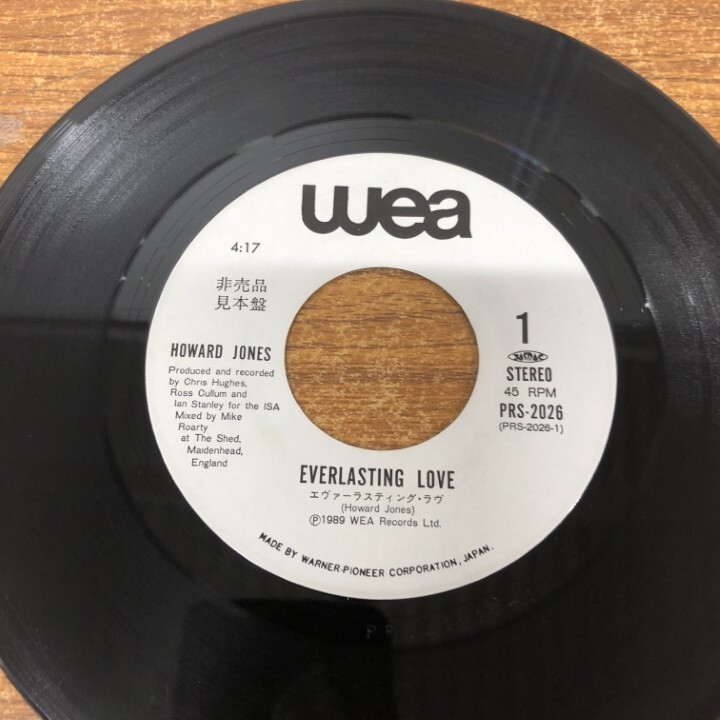 wea
4:17
非売品
見本盤
HOWARD JONES
Produced and recorded
by Chris Hughes,
Ross Cullum and
Ian Stanley for the ISA
Mixed by Mike
Roarty
at The Shed,
Maidenhead,
England
1
STEREO
45 RPM
PRS-2026
(PRS-2026-1)
EVERLASTING LOVE
エヴァーラスティング・ラヴ
(Howard Jones)
Ⓟ1989 WEA Records Ltd.
MADE BY WARNER-PIONEER CORPORATION, JAPAN.